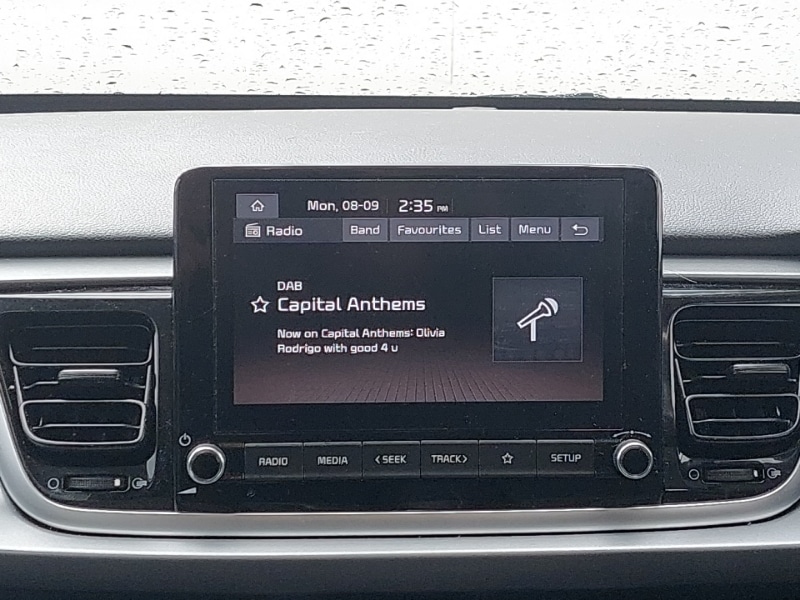 Mon, 08-09 2:35 PM
Radio Band Favourites List Menu
DAB
Capital Anthems
Now on Capital Anthems: Olivia
Rodrigo with good 4 u
RADIO MEDIA <SEEK TRACK> SETUP